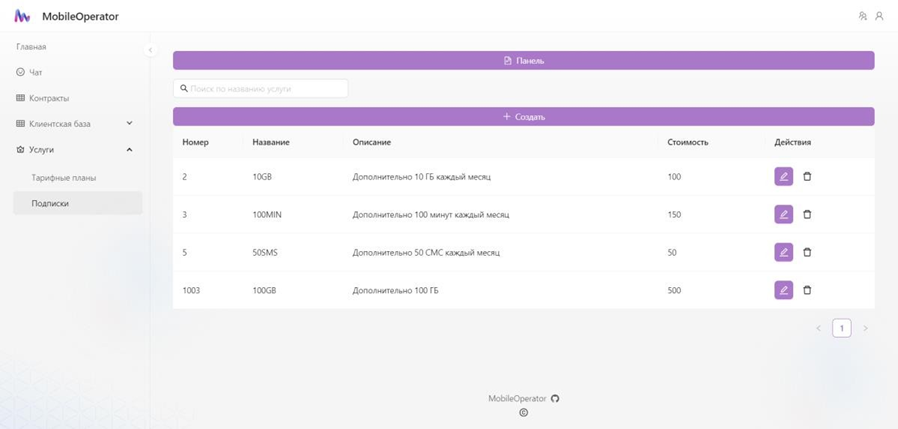 MobileOperator
Главная
Чат
Контракты
Клиентская база
Услуги
Тарифные планы
Подписки
Панель
Поиск по названию услуги
Создать
Номер Название Описание Стоимость Действия
2 10GB Дополнительно 10 ГБ каждый месяц 100
3 100MIN Дополнительно 100 минут каждый месяц 150
5 50SMS Дополнительно 50 СМС каждый месяц 50
1003 100GB Дополнительно 100 ГБ 500
1
MobileOperator
©